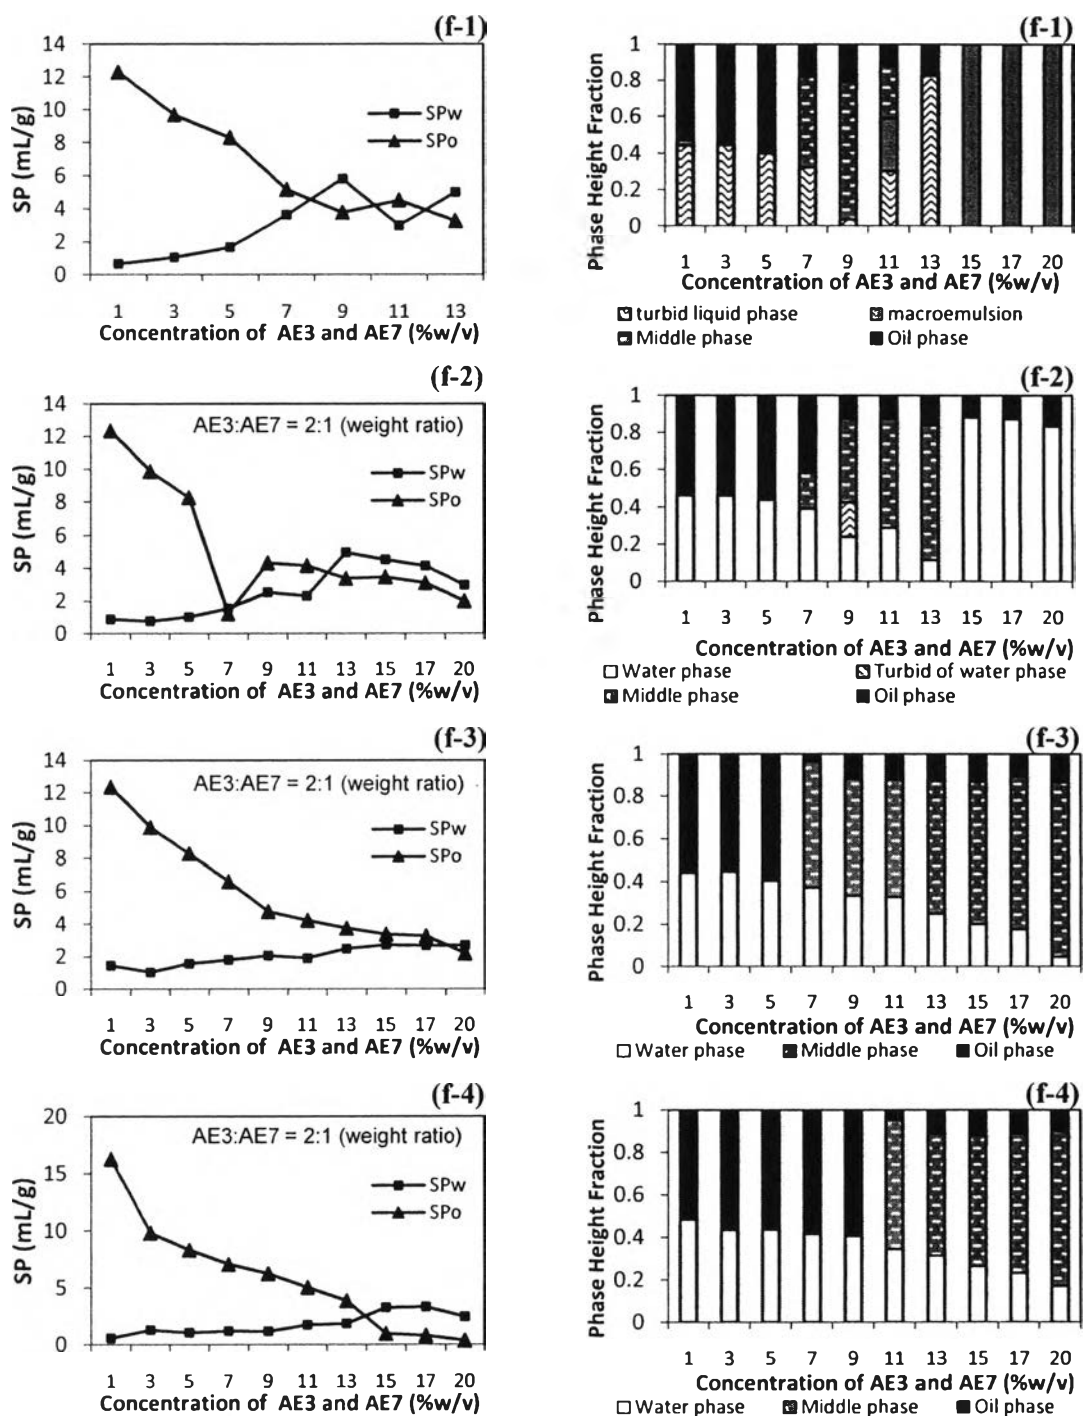 (f-1)
14
12
10
8
6
4
2
0
SP (mL/g)
SPw
SPo
1 3 5 7 9 11 13
Concentration of AE3 and AE7 (%w/v)
(f-1)
1
0.8
0.6
0.4
0.2
0
Phase Height Fraction
1 3 5 7 9 11 13 15 17 20
Concentration of AE3 and AE7 (%w/v)
turbid liquid phase macroemulsion
Middle phase Oil phase
(f-2)
14
12
10
8
6
4
2
0
SP (mL/g)
AE3:AE7 = 2:1 (weight ratio)
SPw
SPo
1 3 5 7 9 11 13 15 17 20
Concentration of AE3 and AE7 (%w/v)
(f-2)
1
0.8
0.6
0.4
0.2
0
Phase Height Fraction
1 3 5 7 9 11 13 15 17 20
Concentration of AE3 and AE7 (%w/v)
Water phase Turbid of water phase
Middle phase Oil phase
(f-3)
14
12
10
8
6
4
2
0
SP (mL/g)
AE3:AE7 = 2:1 (weight ratio)
SPw
SPo
1 3 5 7 9 11 13 15 17 20
Concentration of AE3 and AE7 (%w/v)
(f-3)
1
0.8
0.6
0.4
0.2
0
Phase Height Fraction
1 3 5 7 9 11 13 15 17 20
Concentration of AE3 and AE7 (%w/v)
Water phase Middle phase Oil phase
(f-4)
20
15
10
5
0
SP (mL/g)
AE3:AE7 = 2:1 (weight ratio)
SPw
SPo
1 3 5 7 9 11 13 15 17 20
Concentration of AE3 and AE7 (%w/v)
(f-4)
1
0.8
0.6
0.4
0.2
0
Phase Height Fraction
1 3 5 7 9 11 13 15 17 20
Concentration of AE3 and AE7 (%w/v)
Water phase Middle phase Oil phase